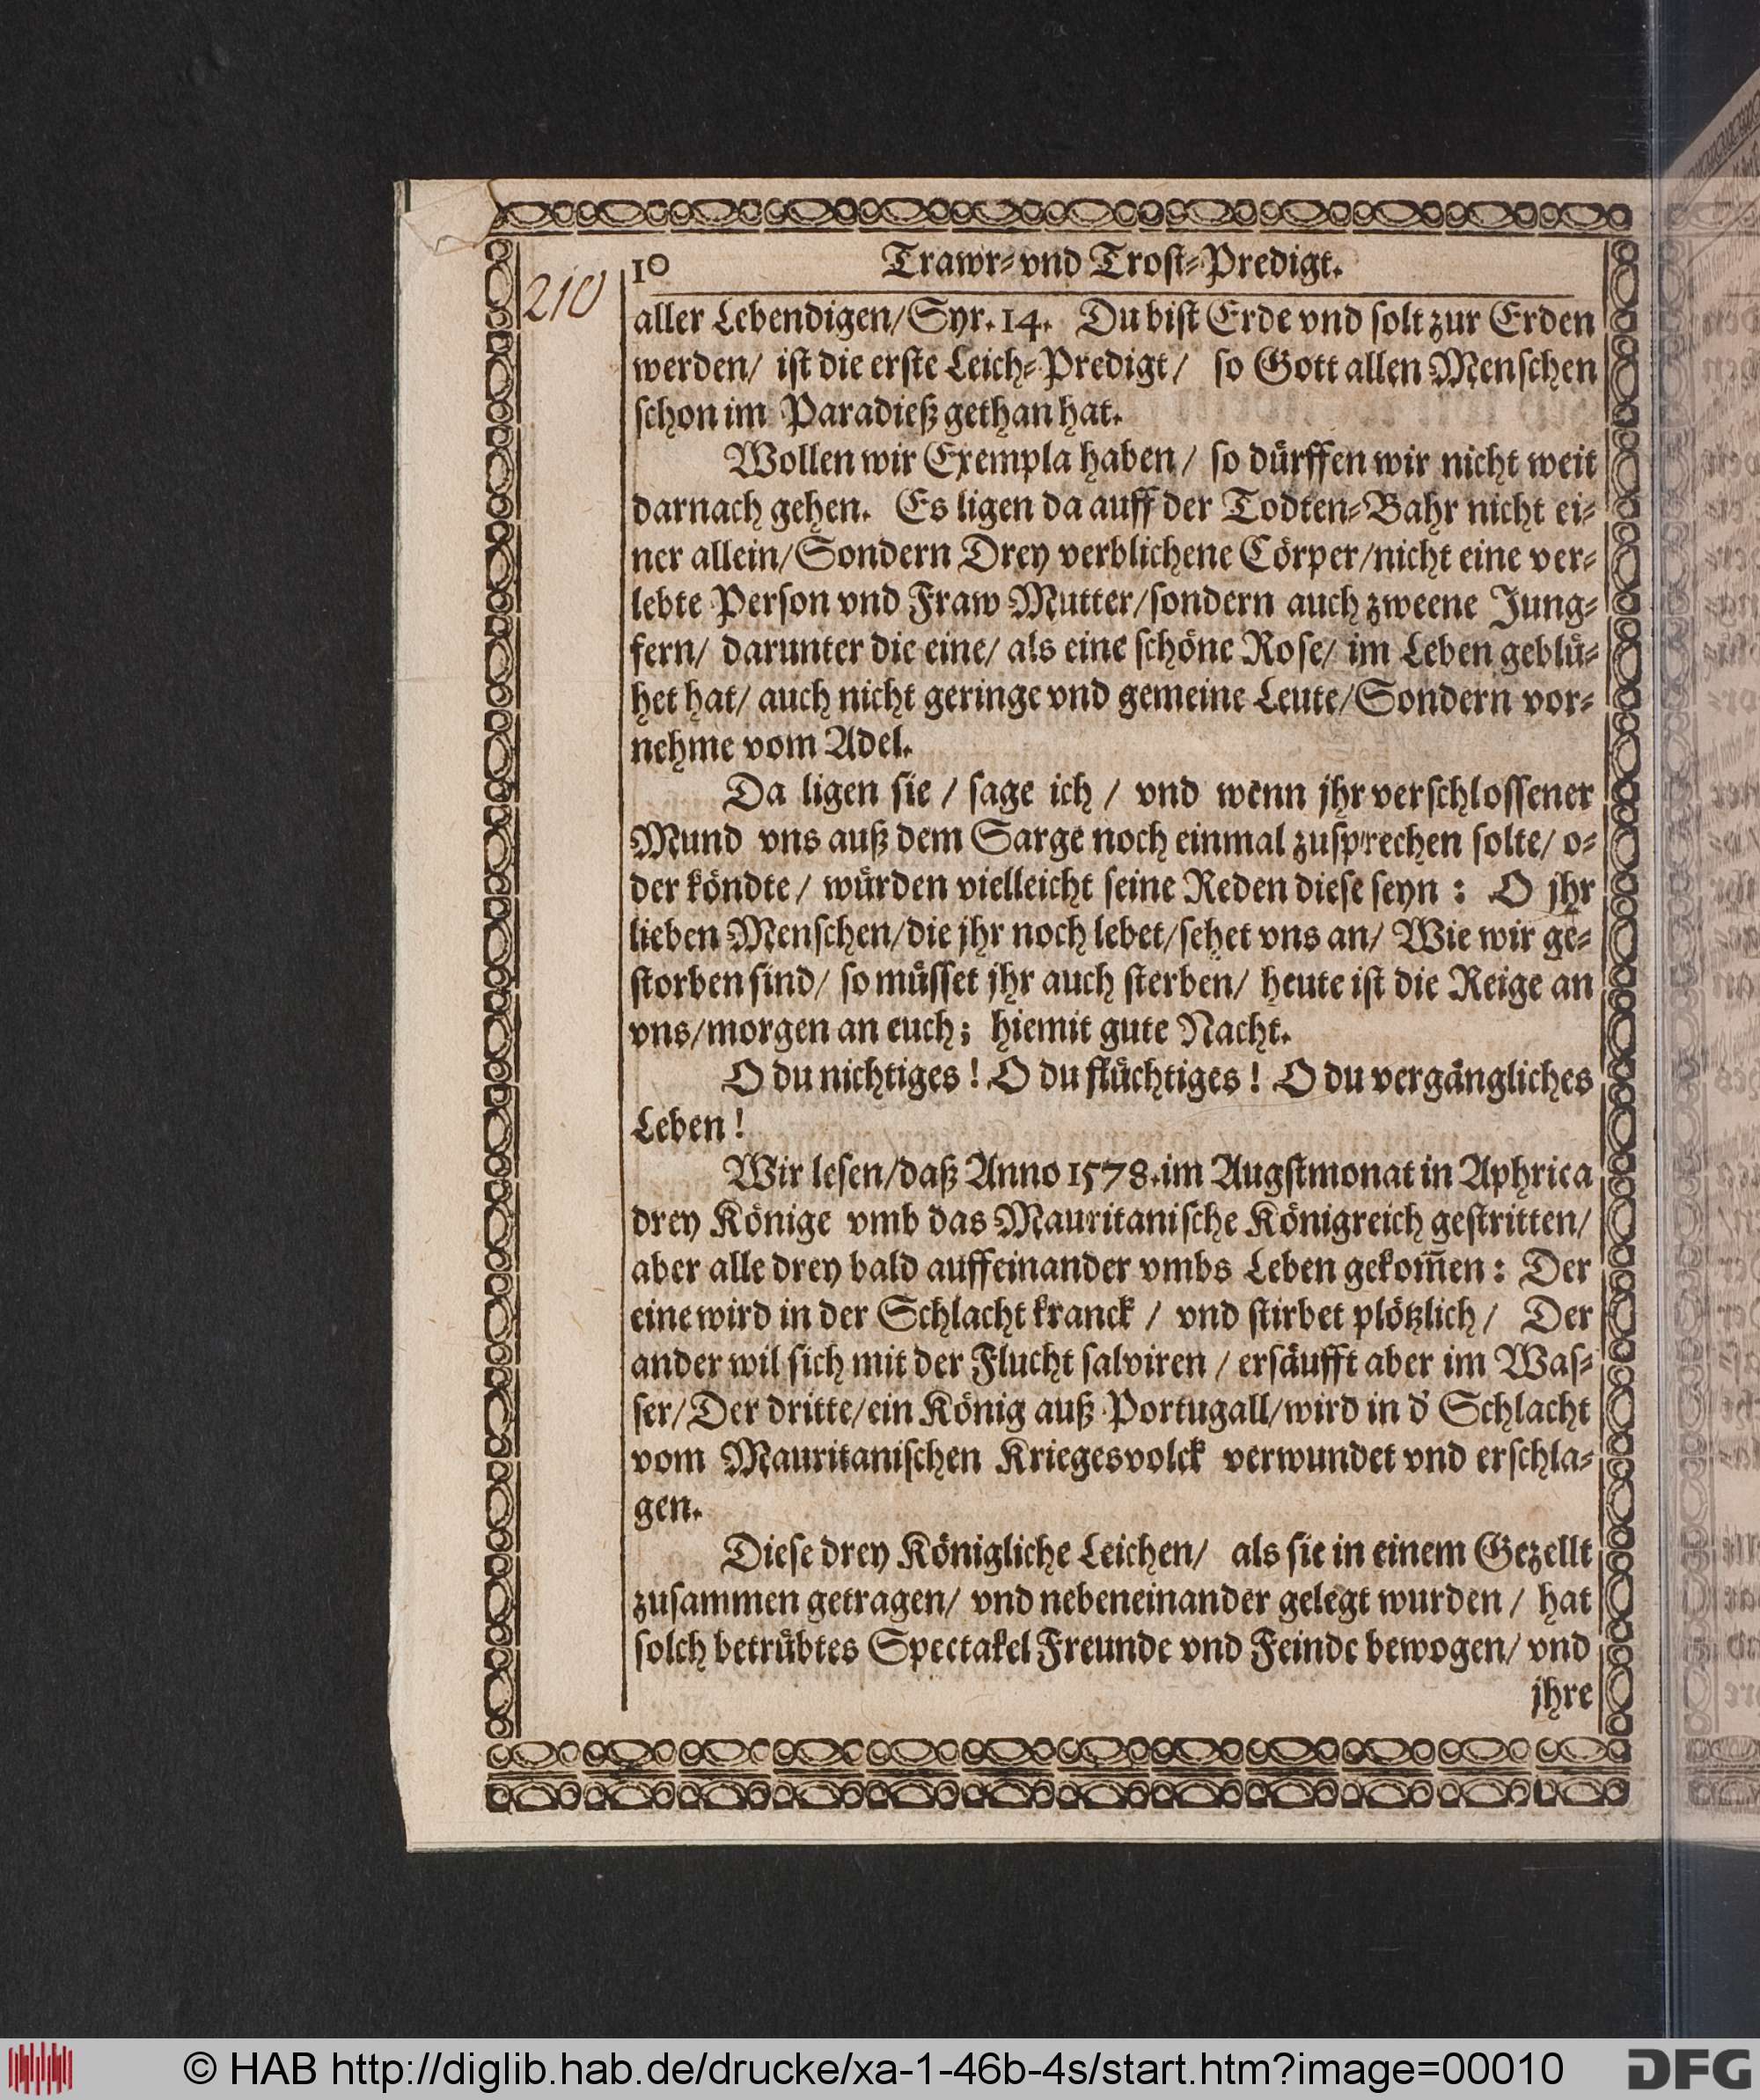 10 Trawr- vnd Trost-Predigt.
210
aller Lebendigen/Syr. 14. Du bist Erde vnd solt zur Erden
werden/ ist die erste Leich-Predigt/ so Gott allen Menschen
schon im Paradieß gethan hat.
Wollen wir Exempla haben/ so dürffen wir nicht weit
darnach gehen. Es ligen da auff der Todten-Bahr nicht ei-
ner allein/Sondern Drey verblichene Cörper/nicht eine ver-
lebte Person vnd Fraw Mutter/sondern auch zweene Jung-
fern/ darunter die eine/ als eine schöne Rose/ im Leben geblü-
het hat/ auch nicht geringe vnd gemeine Leute/Sondern vor-
nehme vom Adel.
Da ligen sie / sage ich / vnd wenn jhr verschlossener
Mund vns auß dem Sarge noch einmal zusprechen solte/ o-
der köndte/ würden vielleicht seine Reden diese seyn : O jhr
lieben Menschen/die jhr noch lebet/sehet vns an/ Wie wir ge-
storben sind/ so müsset jhr auch sterben/ heute ist die Reige an
vns/morgen an euch; hiemit gute Nacht.
O du nichtiges! O du flüchtiges! O du vergängliches
Leben!
Wir lesen/daß Anno 1578. im Augstmonat in Aphrica
drey Könige vmb das Mauritanische Königreich gestritten/
aber alle drey bald auffeinander vmbs Leben gekom̅en: Der
eine wird in der Schlacht kranck / vnd stirbet plötzlich/ Der
ander wil sich mit der Flucht salviren / ersäufft aber im Was-
ser/Der dritte/ein König auß Portugall/wird in d' Schlacht
vom Mauritanischen Kriegesvolck verwundet vnd erschla-
gen.
Diese drey Königliche Leichen/ als sie in einem Gezellt
zusammen getragen/ vnd nebeneinander gelegt wurden / hat
solch betrübtes Spectakel Freunde vnd Feinde bewogen/ vnd
jhre
© HAB http://diglib.hab.de/drucke/xa-1-46b-4s/start.htm?image=00010
DFG